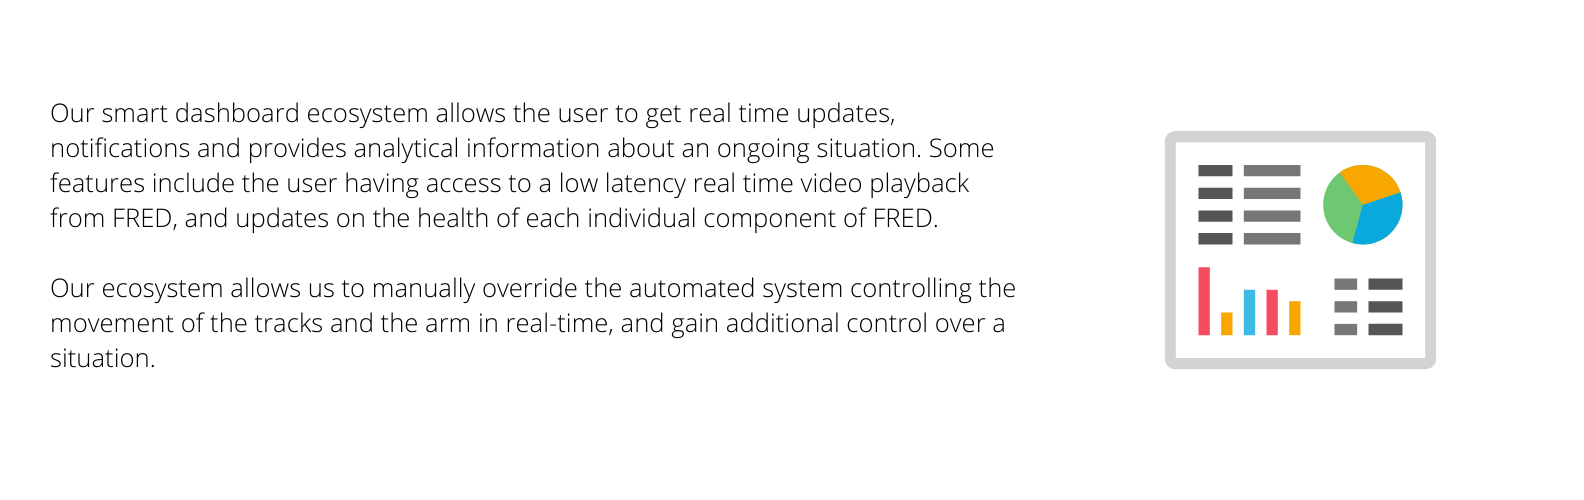 Our smart dashboard ecosystem allows the user to get real time updates,
notifications and provides analytical information about an ongoing situation. Some
features include the user having access to a low latency real time video playback
from FRED, and updates on the health of each individual component of FRED.
Our ecosystem allows us to manually override the automated system controlling the
movement of the tracks and the arm in real-time, and gain additional control over a
situation.